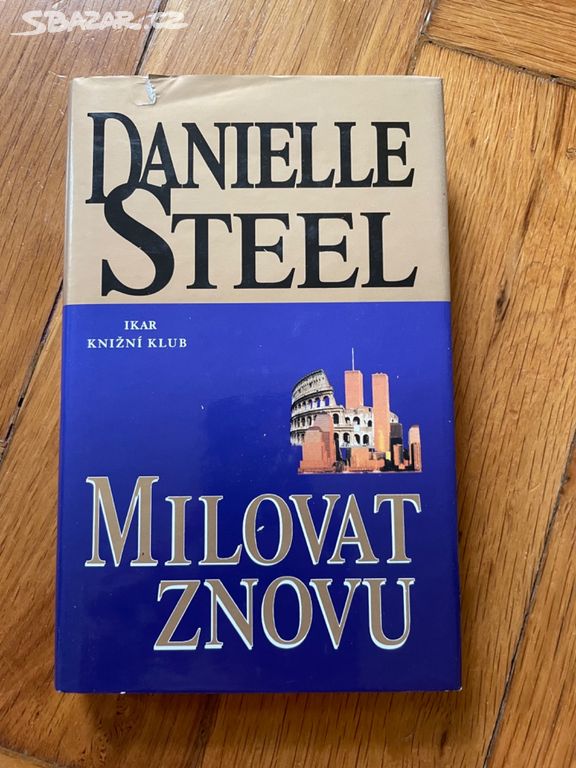 SBAZAR.CZ
DANIELLE
STEEL
IKAR
KNIŽNÍ KLUB
MILOVAT
ZNOVU